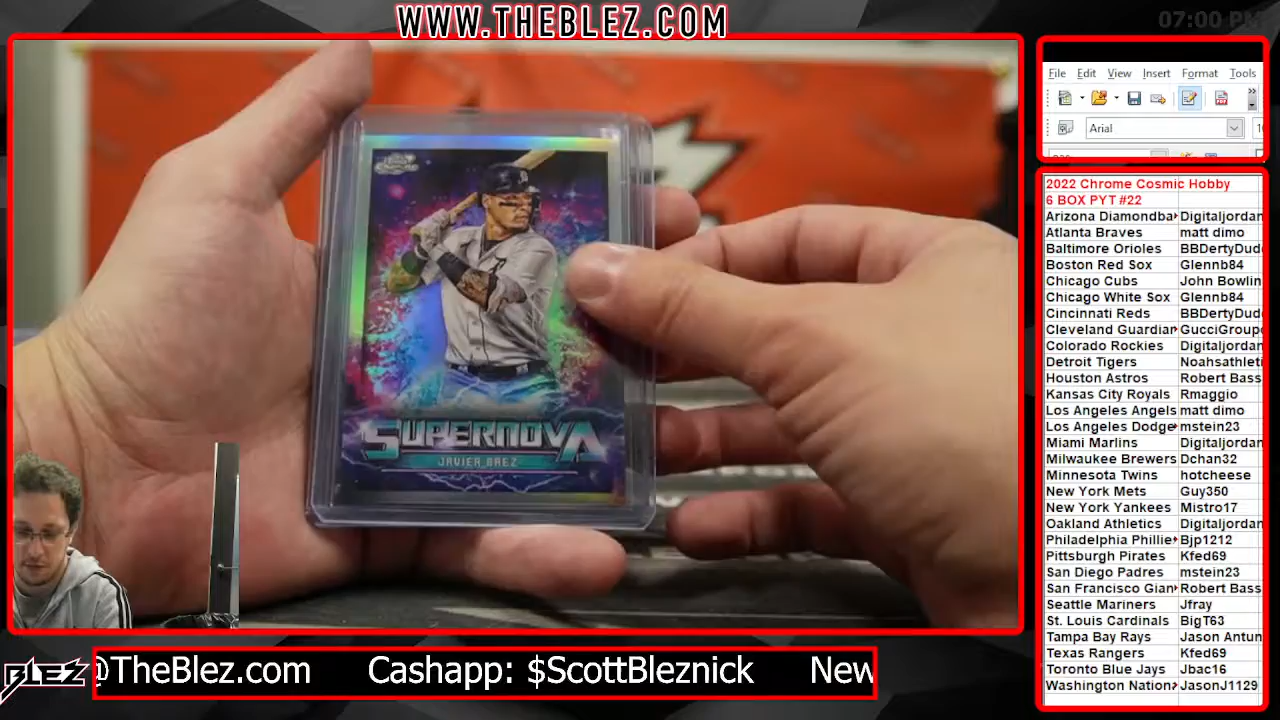 WWW.THEBLEZ.COM
07:00 PM
File Edit View Insert Format Tools
Arial
2022 Chrome Cosmic Hobby
6 BOX PYT #22
Arizona Diamondba Digitaljordan
Atlanta Braves matt dimo
Baltimore Orioles BBDertyDude
Boston Red Sox Glennb84
Chicago Cubs John Bowlin
Chicago White Sox Glennb84
Cincinnati Reds BBDertyDude
Cleveland Guardian GucciGroup
Colorado Rockies Digitaljordan
Detroit Tigers Noahsathleti
Houston Astros Robert Bass
Kansas City Royals Rmaggio
Los Angeles Angels matt dimo
Los Angeles Dodge mstein23
Miami Marlins Digitaljordan
Milwaukee Brewers Dchan32
Minnesota Twins hotcheese
New York Mets Guy350
New York Yankees Mistro17
Oakland Athletics Digitaljordan
Philadelphia Phillie Bjp1212
Pittsburgh Pirates Kfed69
San Diego Padres mstein23
San Francisco Gian Robert Bass
Seattle Mariners Jfray
St. Louis Cardinals BigT63
Tampa Bay Rays Jason Antun
Texas Rangers Kfed69
Toronto Blue Jays Jbac16
Washington Nation JasonJ1129
SUPERNOVA
JAVIER BAEZ
BLEZ
@TheBlez.com Cashapp: $ScottBleznick New